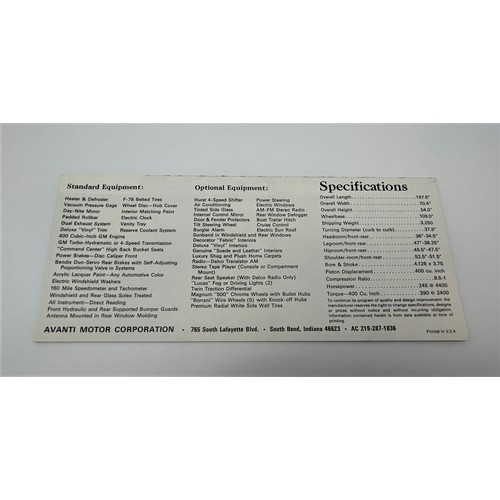 Standard Equipment:
Heater & Defroster
Vacuum Pressure Gage
Day-Nite Mirror
Padded Rollbar
Dual Exhaust System
Deluxe "Vinyl" Trim
F-78 Belted Tires
Wheel Disc—Hub Cover
Interior Matching Paint
Electric Clock
Vanity Tray
Reserve Coolant System
400 Cubic-Inch GM Engine
GM Turbo-Hydramatic or 4-Speed Transmission
"Command Center" High Back Bucket Seats
Power Brakes—Disc Caliper Front
Bendix Duo-Servo Rear Brakes with Self-Adjusting
Proportioning Valve in Systems
Acrylic Lacquer Paint—Any Automotive Color
Electric Windshield Washers
160 Mile Speedometer and Tachometer
Windshield and Rear Glass Solex Treated
All Instrument—Direct Reading
Front Hydraulic and Rear Supported Bumper Guards
Antenna Mounted in Rear Window Molding
Optional Equipment:
Hurst 4-Speed Shifter
Air Conditioning
Tinted Side Glass
Internal Control Mirror
Door & Fender Protectors
Tilt Steering Wheel
Burglar Alarm
Power Steering
Electric Windows
AM-FM Stereo Radio
Rear Window Defogger
Boat Trailer Hitch
Cruise Control
Electric Sun Roof
Sunband in Windshield and Rear Windows
Decorator "Fabric" Interiors
Deluxe "Vinyl" Interiors
Genuine "Suede and Leather" Interiors
Luxury Shag and Plush Home Carpets
Radio—Delco Transistor AM
Stereo Tape Player (Console or Compartment
Mount)
Rear Seat Speaker (With Delco Radio Only)
"Lucas" Fog or Driving Lights (2)
Twin Traction Differential
Magnum "500" Chrome Wheels with Bullet Hubs
"Borrani" Wire Wheels (5) with Knock-off Hubs
Premium Radial White Side Wall Tires
Specifications
Overall Length 197.8"
Overall Width 70.4"
Overall Height 54.0"
Wheelbase 109.0"
Shipping Weight 3,250
Turning Diameter (curb to curb) 37.5'
Headroom/front-rear 38"-34.5"
Legroom/front-rear 47"-38.25"
Hiproom/front-rear 49.5"-47.5"
Shoulder-room/front-rear 52.5"-51.5"
Bore & Stroke 4.126 x 3.75
Piston Displacement 400 cu. inch
Compression Ratio 8.5-1
Horsepower 245 @ 4400
Torque—400 Cu. Inch 390 @ 2400
To continue its program of quality and design improvement, the
manufacturer reserves the right to change specifications, designs
or prices without notice and without incurring obligation.
Information contained herein is from date available at time of
printing.
AVANTI MOTOR CORPORATION • 765 South Lafayette Blvd. • South Bend, Indiana 46623 • AC 219-287-1836
Printed in U.S.A.